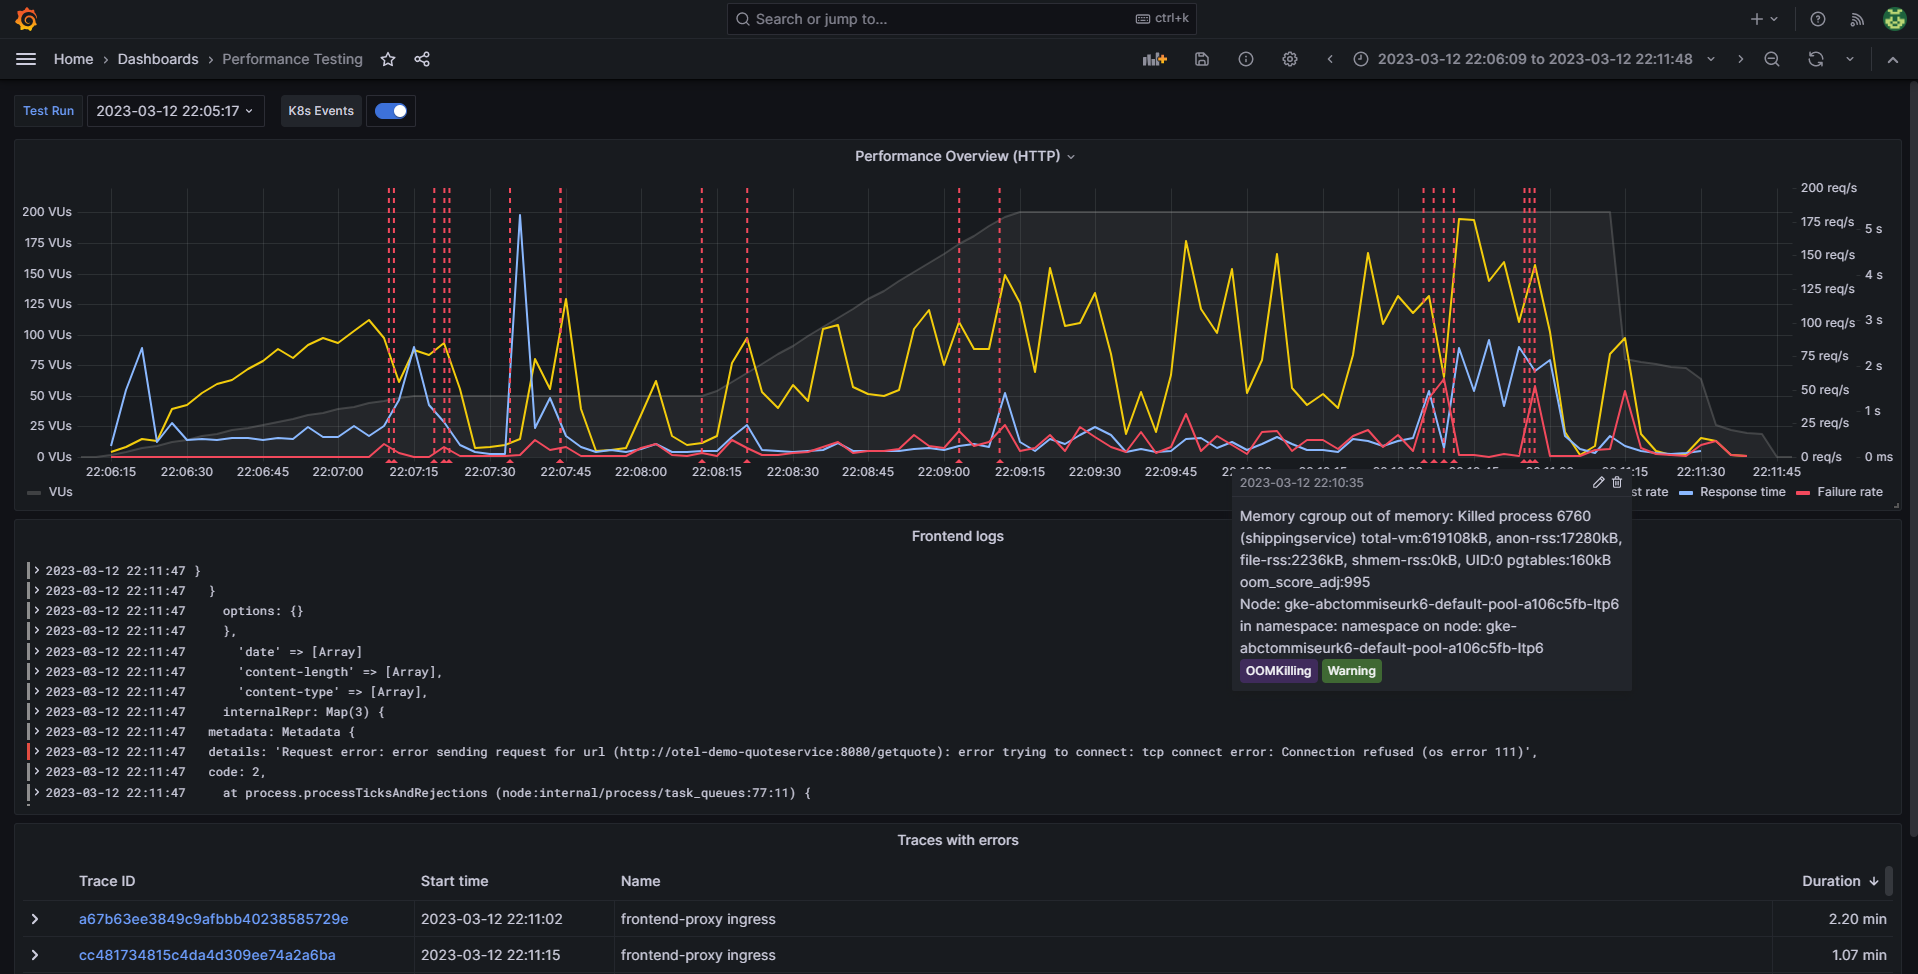 Search or jump to...
ctrl+k
Home › Dashboards › Performance Testing
2023-03-12 22:06:09 to 2023-03-12 22:11:48
Test Run
2023-03-12 22:05:17
K8s Events
Performance Overview (HTTP)
200 VUs
175 VUs
150 VUs
125 VUs
100 VUs
75 VUs
50 VUs
25 VUs
0 VUs
200 req/s
175 req/s
150 req/s
125 req/s
100 req/s
75 req/s
50 req/s
25 req/s
0 req/s
5 s
4 s
3 s
2 s
1 s
0 ms
22:06:15 22:06:30 22:06:45 22:07:00 22:07:15 22:07:30 22:07:45 22:08:00 22:08:15 22:08:30 22:08:45 22:09:00 22:09:15 22:09:30 22:09:45 22:11:30 22:11:45
VUs
st rate Response time Failure rate
2023-03-12 22:10:35
Memory cgroup out of memory: Killed process 6760
(shippingservice) total-vm:619108kB, anon-rss:17280kB,
file-rss:2236kB, shmem-rss:0kB, UID:0 pgtables:160kB
oom_score_adj:995
Node: gke-abctommiseurk6-default-pool-a106c5fb-ltp6
in namespace: namespace on node: gke-
abctommiseurk6-default-pool-a106c5fb-ltp6
OOMKilling Warning
Frontend logs
2023-03-12 22:11:47 }
2023-03-12 22:11:47 }
2023-03-12 22:11:47 options: {}
2023-03-12 22:11:47 },
2023-03-12 22:11:47 'date' => [Array]
2023-03-12 22:11:47 'content-length' => [Array],
2023-03-12 22:11:47 'content-type' => [Array],
2023-03-12 22:11:47 internalRepr: Map(3) {
2023-03-12 22:11:47 metadata: Metadata {
2023-03-12 22:11:47 details: 'Request error: error sending request for url (http://otel-demo-quoteservice:8080/getquote): error trying to connect: tcp connect error: Connection refused (os error 111)',
2023-03-12 22:11:47 code: 2,
2023-03-12 22:11:47 at process.processTicksAndRejections (node:internal/process/task_queues:77:11) {
Traces with errors
Trace ID Start time Name Duration
a67b63ee3849c9afbbb40238585729e 2023-03-12 22:11:02 frontend-proxy ingress 2.20 min
cc481734815c4da4d309ee74a2a6ba 2023-03-12 22:11:15 frontend-proxy ingress 1.07 min